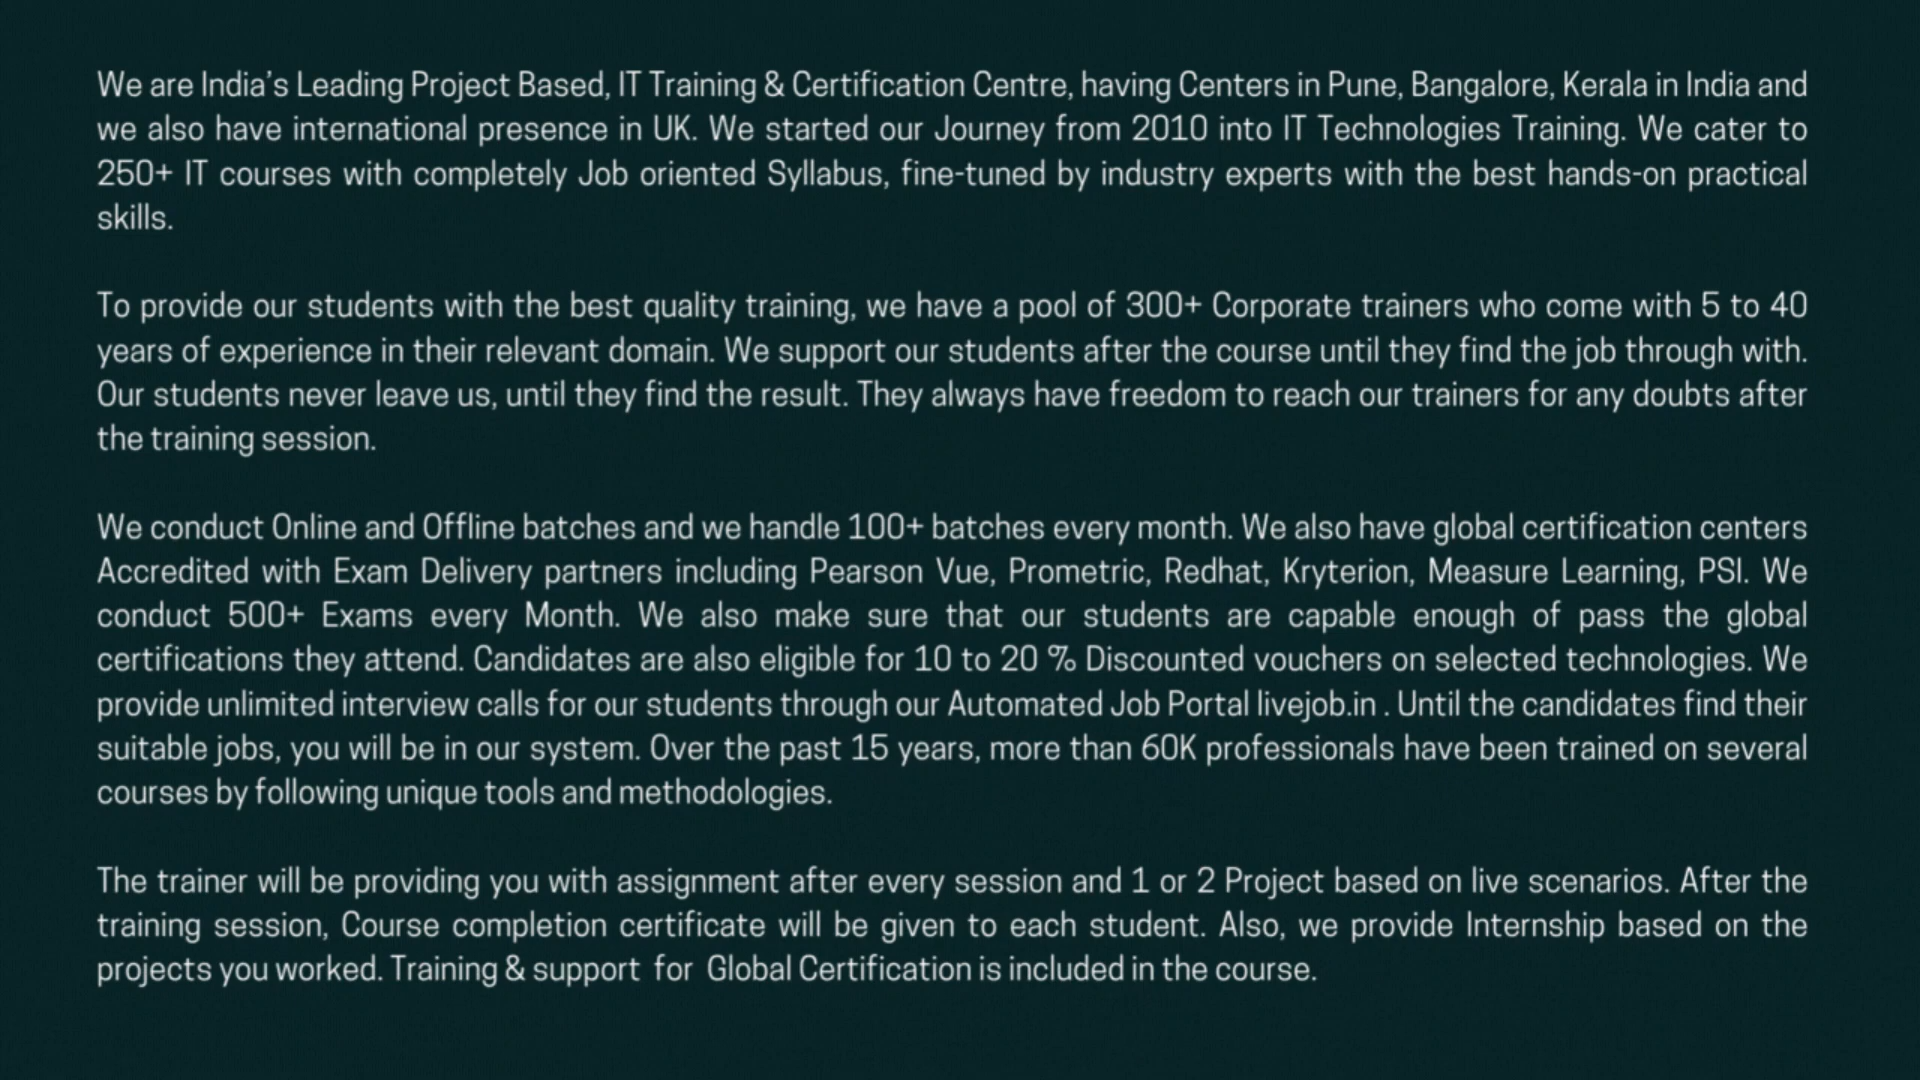 We are India's Leading Project Based, IT Training & Certification Centre, having Centers in Pune, Bangalore, Kerala in India and
we also have international presence in UK. We started our Journey from 2010 into IT Technologies Training. We cater to
250+ IT courses with completely Job oriented Syllabus, fine-tuned by industry experts with the best hands-on practical
skills.
To provide our students with the best quality training, we have a pool of 300+ Corporate trainers who come with 5 to 40
years of experience in their relevant domain. We support our students after the course until they find the job through with.
Our students never leave us, until they find the result. They always have freedom to reach our trainers for any doubts after
the training session.
We conduct Online and Offline batches and we handle 100+ batches every month. We also have global certification centers
Accredited with Exam Delivery partners including Pearson Vue, Prometric, Redhat, Kryterion, Measure Learning, PSI. We
conduct 500+ Exams every Month. We also make sure that our students are capable enough of pass the global
certifications they attend. Candidates are also eligible for 10 to 20 % Discounted vouchers on selected technologies. We
provide unlimited interview calls for our students through our Automated Job Portal livejob.in . Until the candidates find their
suitable jobs, you will be in our system. Over the past 15 years, more than 60K professionals have been trained on several
courses by following unique tools and methodologies.
The trainer will be providing you with assignment after every session and 1 or 2 Project based on live scenarios. After the
training session, Course completion certificate will be given to each student. Also, we provide Internship based on the
projects you worked. Training & support for Global Certification is included in the course.